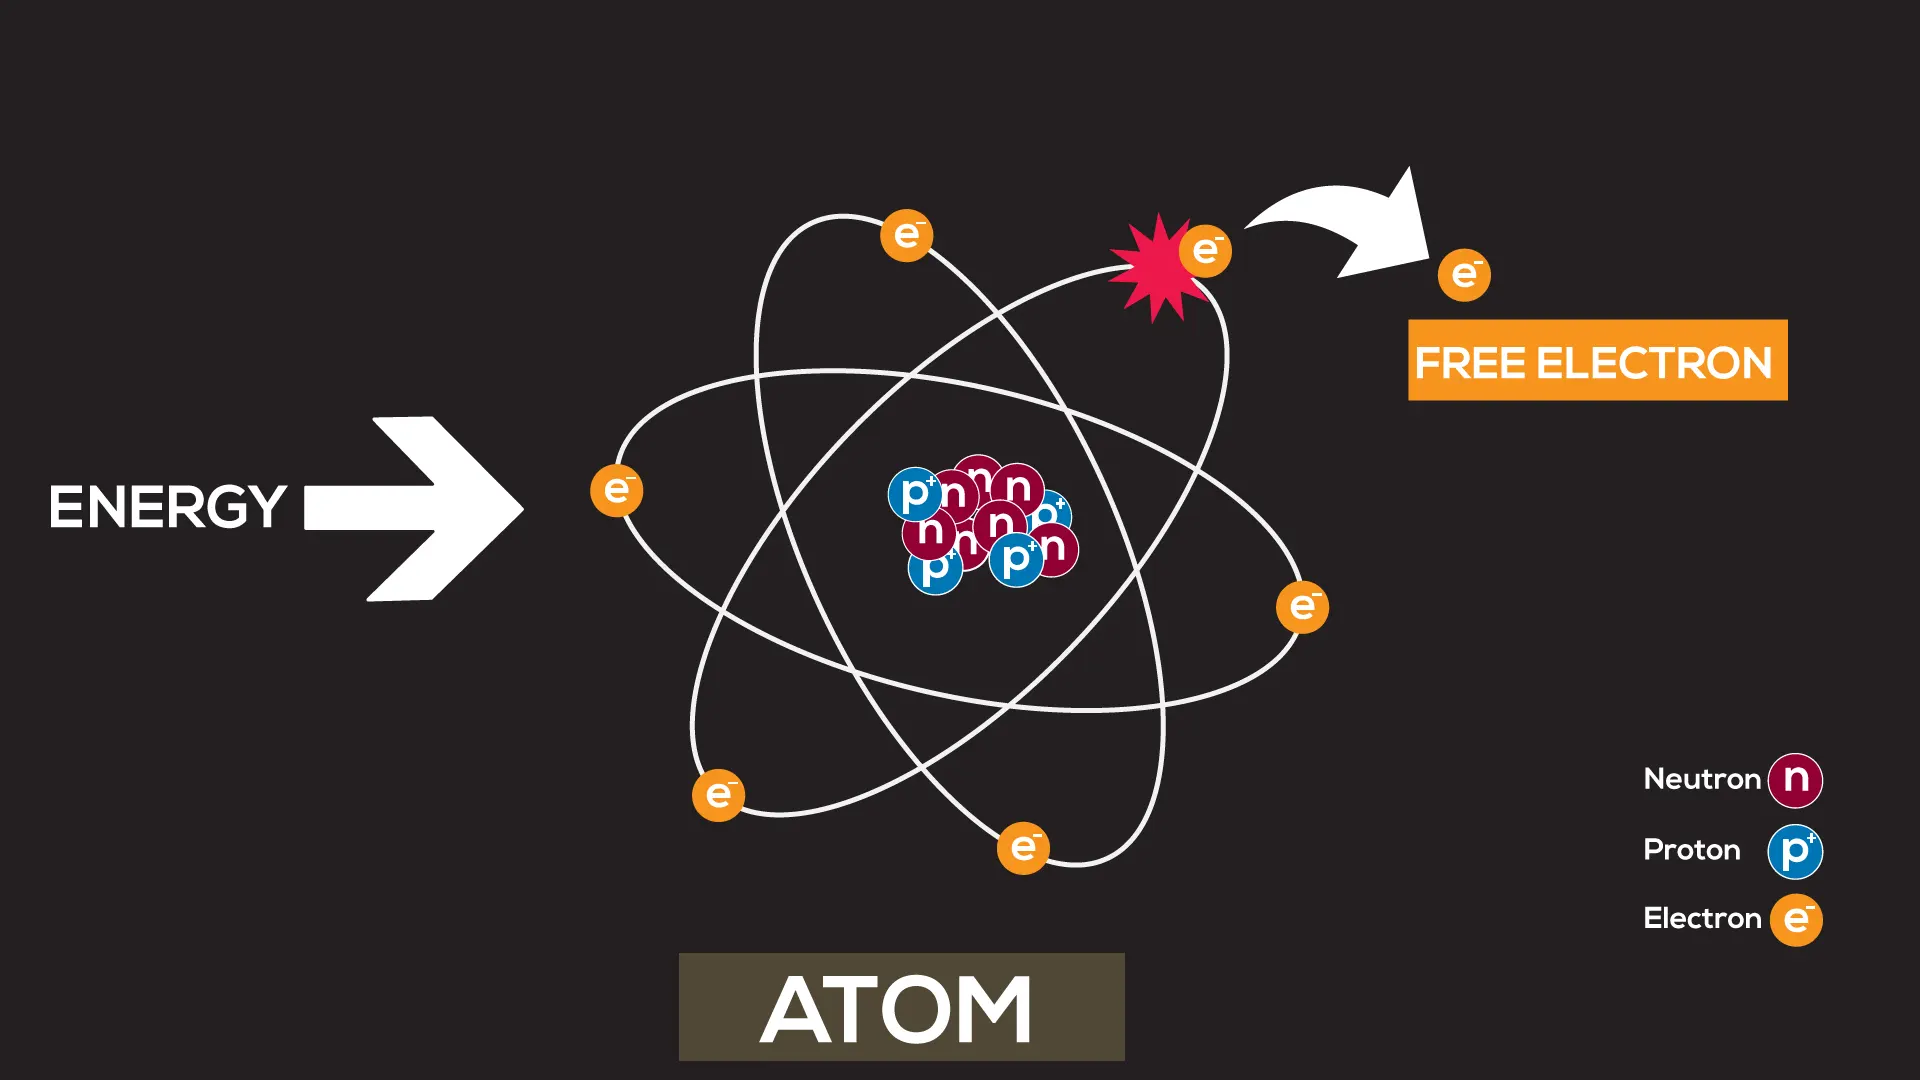 e⁻
e⁻
e⁻
FREE ELECTRON
ENERGY
e⁻
n
p⁺
n
n
p⁺
n
n
n
p⁺
n
p⁺
e⁻
e⁻
e⁻
Neutron n
Proton p⁺
Electron e⁻
ATOM